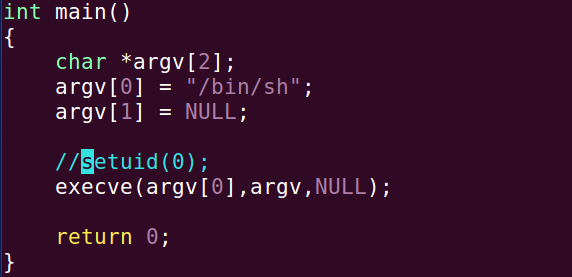 int main()
{
    char *argv[2];
    argv[0] = "/bin/sh";
    argv[1] = NULL;

    //setuid(0);
    execve(argv[0],argv,NULL);

    return 0;
}